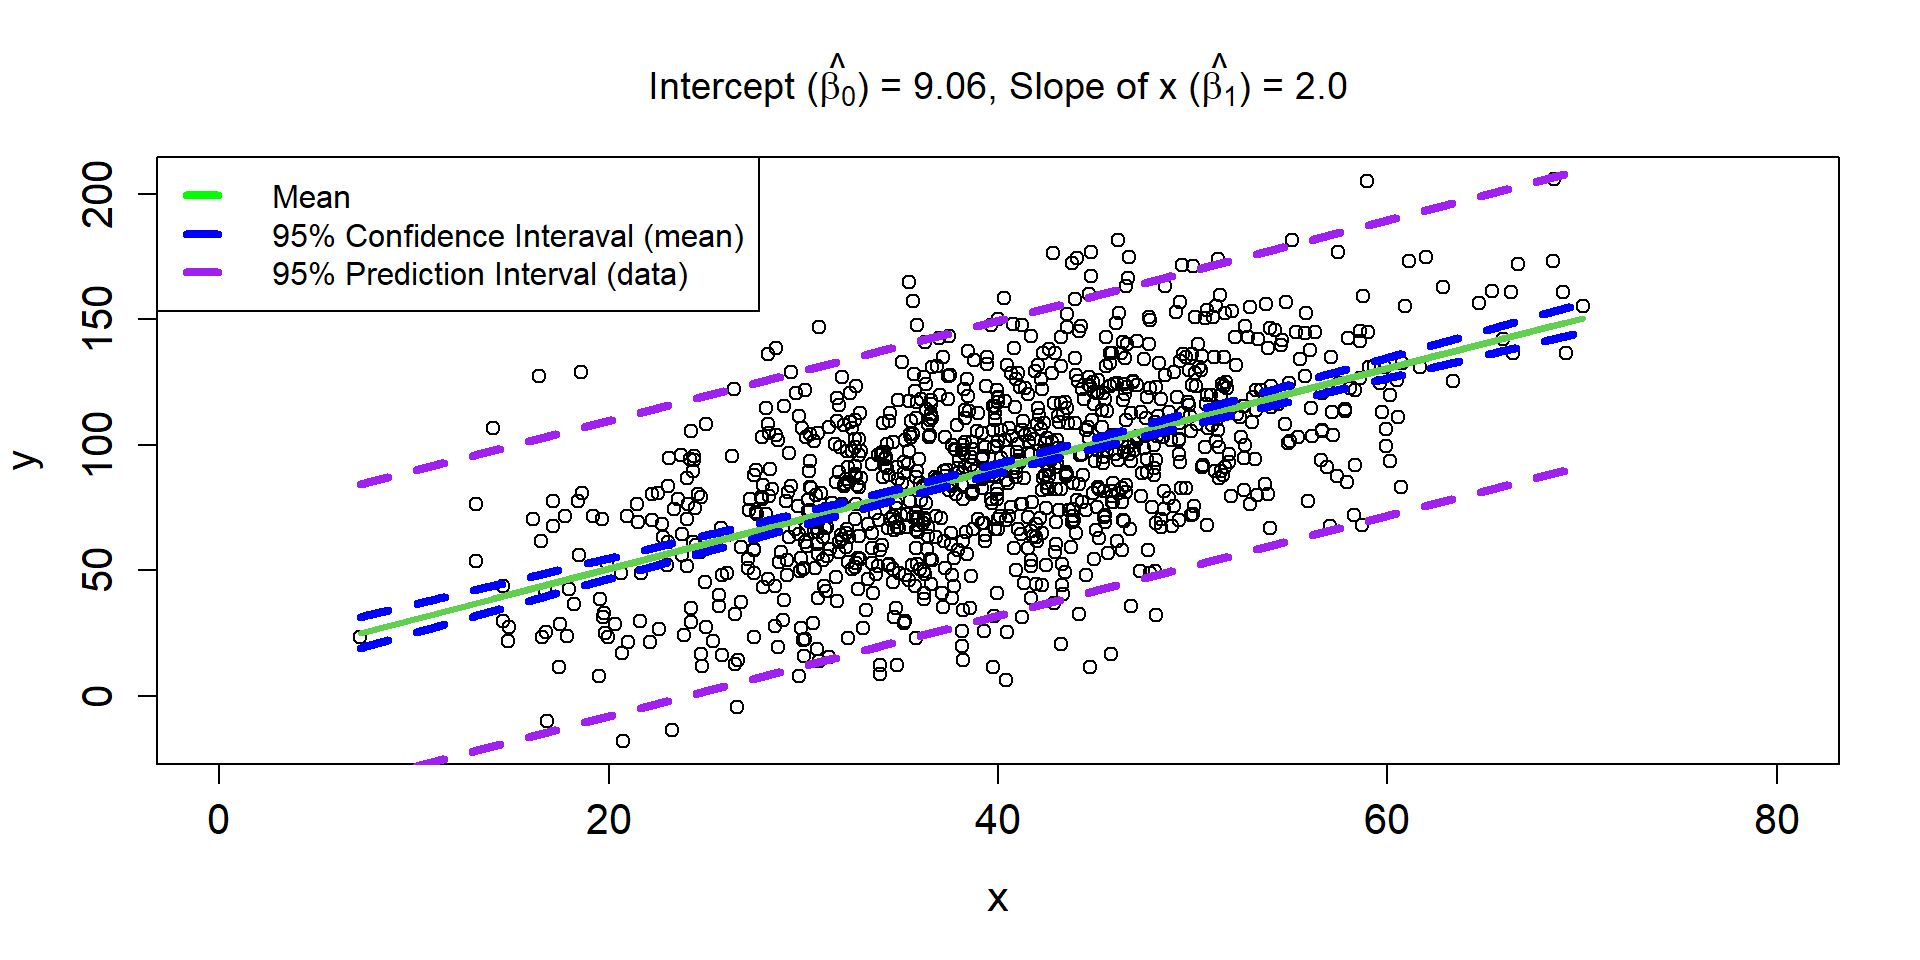 Intercept (β̂₀) = 9.06, Slope of x (β̂₁) = 2.0
Mean
95% Confidence Interaval (mean)
95% Prediction Interval (data)
200
150
100
50
0
y
0 20 40 60 80
x